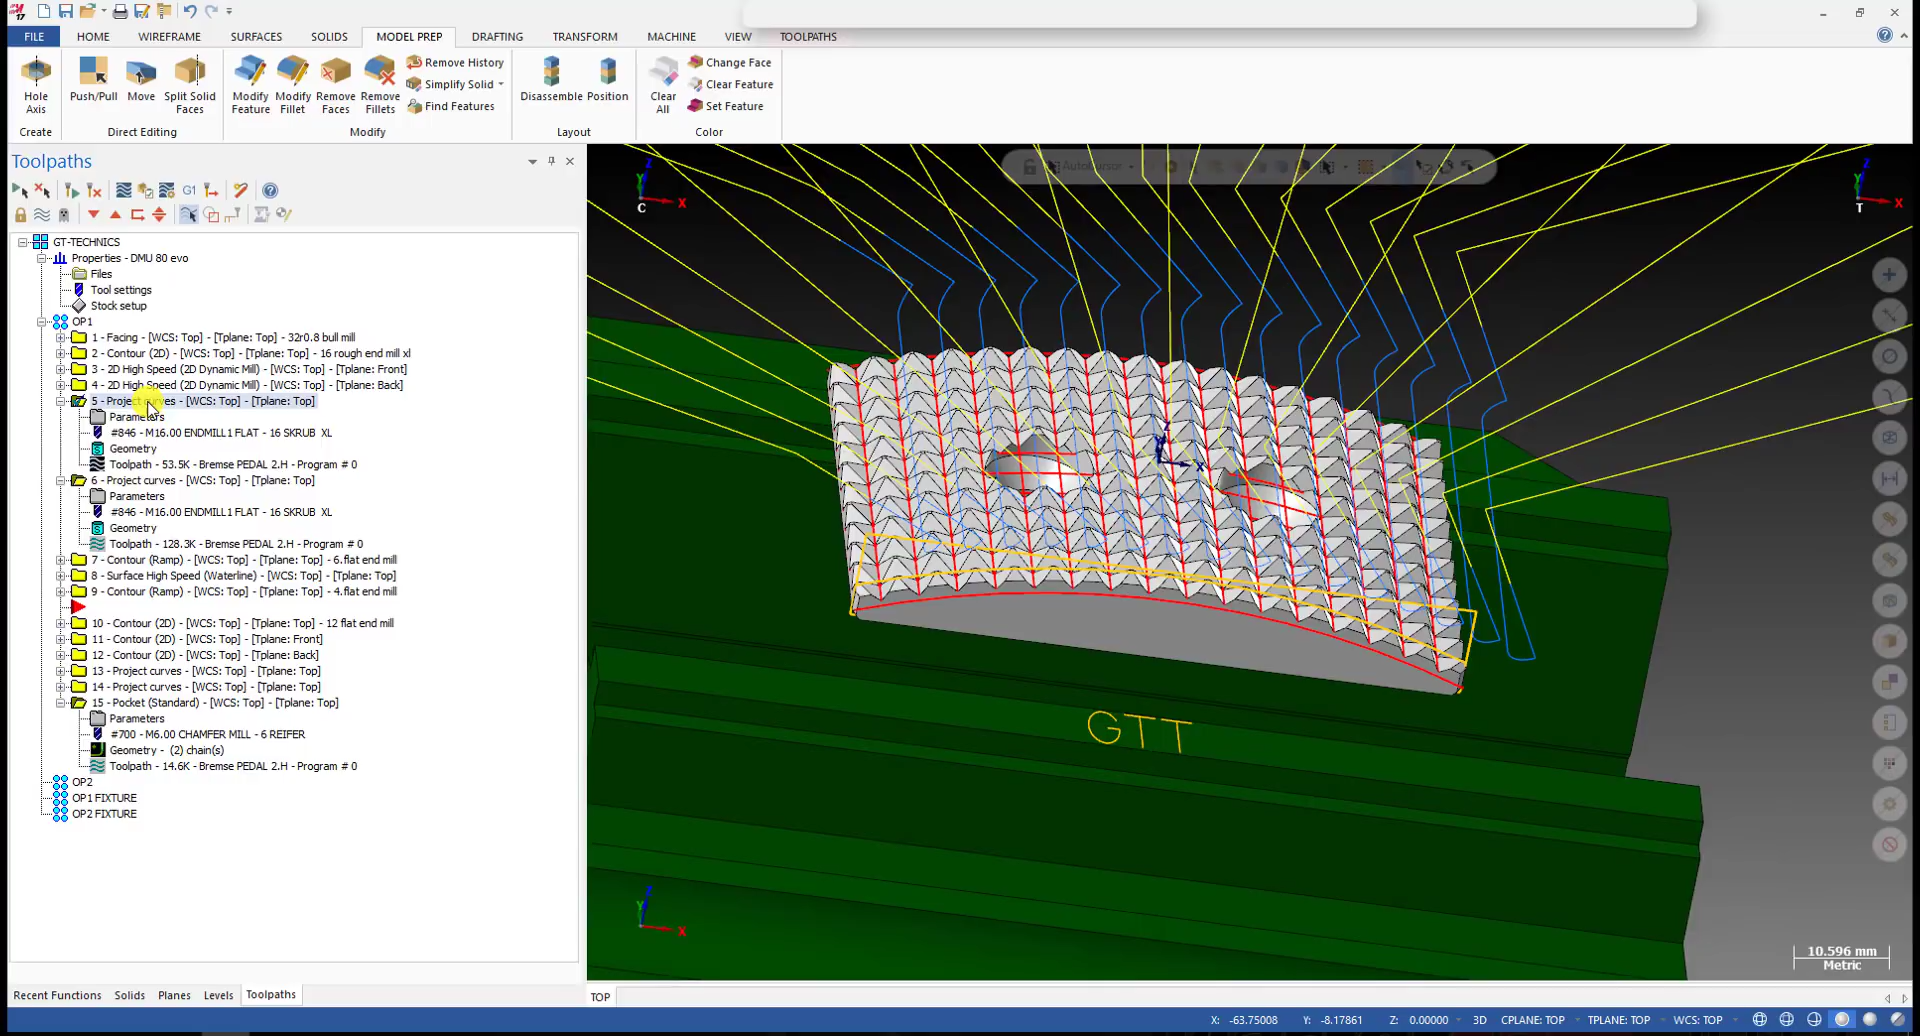 17
FILE HOME WIREFRAME SURFACES SOLIDS MODEL PREP DRAFTING TRANSFORM MACHINE VIEW TOOLPATHS
Hole Axis
Push/Pull
Move
Split Solid Faces
Modify Feature
Modify Fillet
Remove Faces
Remove Fillets
Remove History
Simplify Solid
Find Features
Disassemble
Position
Clear All
Change Face
Clear Feature
Set Feature
Create
Direct Editing
Modify
Layout
Color
Toolpaths
G1
GT-TECHNICS
Properties - DMU 80 evo
Files
Tool settings
Stock setup
OP1
1 - Facing - [WCS: Top] - [Tplane: Top] - 32r0.8 bull mill
2 - Contour (2D) - [WCS: Top] - [Tplane: Top] - 16 rough end mill xl
3 - 2D High Speed (2D Dynamic Mill) - [WCS: Top] - [Tplane: Front]
4 - 2D High Speed (2D Dynamic Mill) - [WCS: Top] - [Tplane: Back]
5 - Project curves - [WCS: Top] - [Tplane: Top]
Parameters
#846 - M16.00 ENDMILL1 FLAT - 16 SKRUB XL
Geometry
Toolpath - 53.5K - Bremse PEDAL 2.H - Program # 0
6 - Project curves - [WCS: Top] - [Tplane: Top]
Parameters
#846 - M16.00 ENDMILL1 FLAT - 16 SKRUB XL
Geometry
Toolpath - 128.3K - Bremse PEDAL 2.H - Program # 0
7 - Contour (Ramp) - [WCS: Top] - [Tplane: Top] - 6.flat end mill
8 - Surface High Speed (Waterline) - [WCS: Top] - [Tplane: Top]
9 - Contour (Ramp) - [WCS: Top] - [Tplane: Top] - 4.flat end mill
10 - Contour (2D) - [WCS: Top] - [Tplane: Top] - 12 flat end mill
11 - Contour (2D) - [WCS: Top] - [Tplane: Front]
12 - Contour (2D) - [WCS: Top] - [Tplane: Back]
13 - Project curves - [WCS: Top] - [Tplane: Top]
14 - Project curves - [WCS: Top] - [Tplane: Top]
15 - Pocket (Standard) - [WCS: Top] - [Tplane: Top]
Parameters
#700 - M6.00 CHAMFER MILL - 6 REIFER
Geometry - (2) chain(s)
Toolpath - 14.6K - Bremse PEDAL 2.H - Program # 0
OP2
OP1 FIXTURE
OP2 FIXTURE
Recent Functions Solids Planes Levels Toolpaths
AutoCursor
Z
Y
X
C
Z
Y
X
T
Z
Y
X
GTT
Z
Y
X
10.596 mm
Metric
TOP
X: -63.75008 Y: -8.17861 Z: 0.00000 3D CPLANE: TOP TPLANE: TOP WCS: TOP